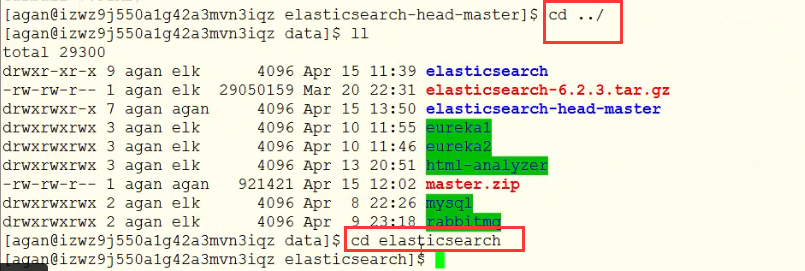 [agan@izwz9j550a1g42a3mvn3iqz elasticsearch-head-master]$ cd ../
[agan@izwz9j550a1g42a3mvn3iqz data]$ ll
total 29300
drwxr-xr-x 9 agan elk 4096 Apr 15 11:39 elasticsearch
-rw-rw-r-- 1 agan elk 29050159 Mar 20 22:31 elasticsearch-6.2.3.tar.gz
drwxr-xr-x 7 agan agan 4096 Apr 15 13:50 elasticsearch-head-master
drwxrwxrwx 3 agan elk 4096 Apr 10 11:55 eureka1
drwxrwxrwx 3 agan elk 4096 Apr 10 11:46 eureka2
drwxrwxrwx 3 agan elk 4096 Apr 13 20:51 html-analyzer
-rw-rw-r-- 1 agan agan 921421 Apr 15 12:02 master.zip
drwxrwxrwx 2 agan elk 4096 Apr 8 22:26 mysql
drwxrwxrwx 2 agan elk 4096 Apr 9 23:18 rabbitmq
[agan@izwz9j550a1g42a3mvn3iqz data]$ cd elasticsearch
[agan@izwz9j550a1g42a3mvn3iqz elasticsearch]$